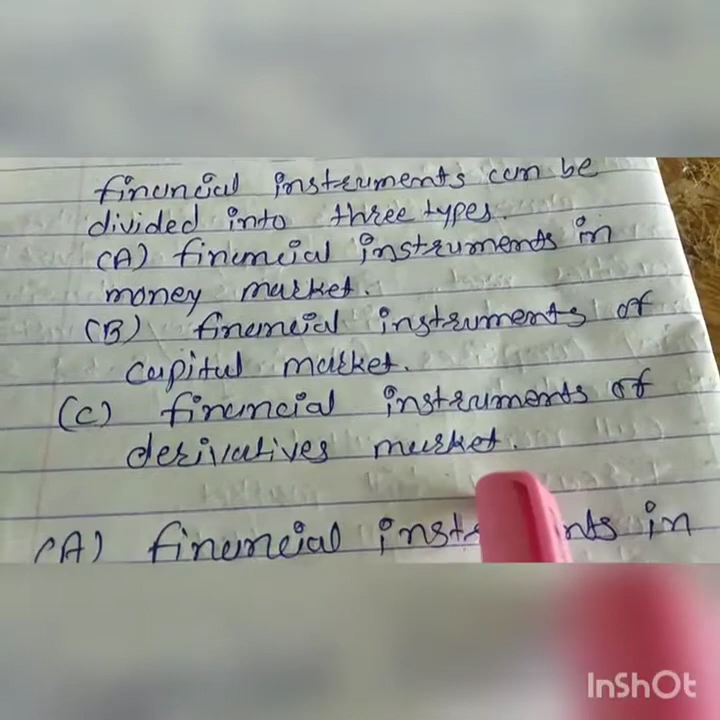 financial instruments can be
divided into three types.
(A) financial instruments in
money market.
(B) financial instruments of
capital market.
(C) financial instruments of
derivatives market.
(A) financial inst nts in
InShOt